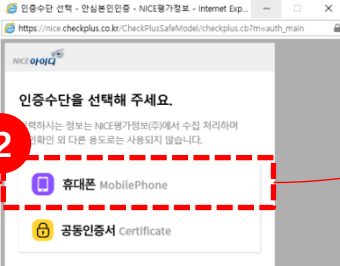 인증수단 선택 - 안심본인인증 - NICE평가정보 - Internet Exp...
https://nice.checkplus.co.kr/CheckPlusSafeModel/checkplus.cb?m=auth_main
NICE아이디
인증수단을 선택해 주세요.
력하시는 정보는 NICE평가정보(주)에서 수집 처리하며
확인 외 다른 용도로는 사용되지 않습니다.
2
휴대폰 MobilePhone
공동인증서 Certificate